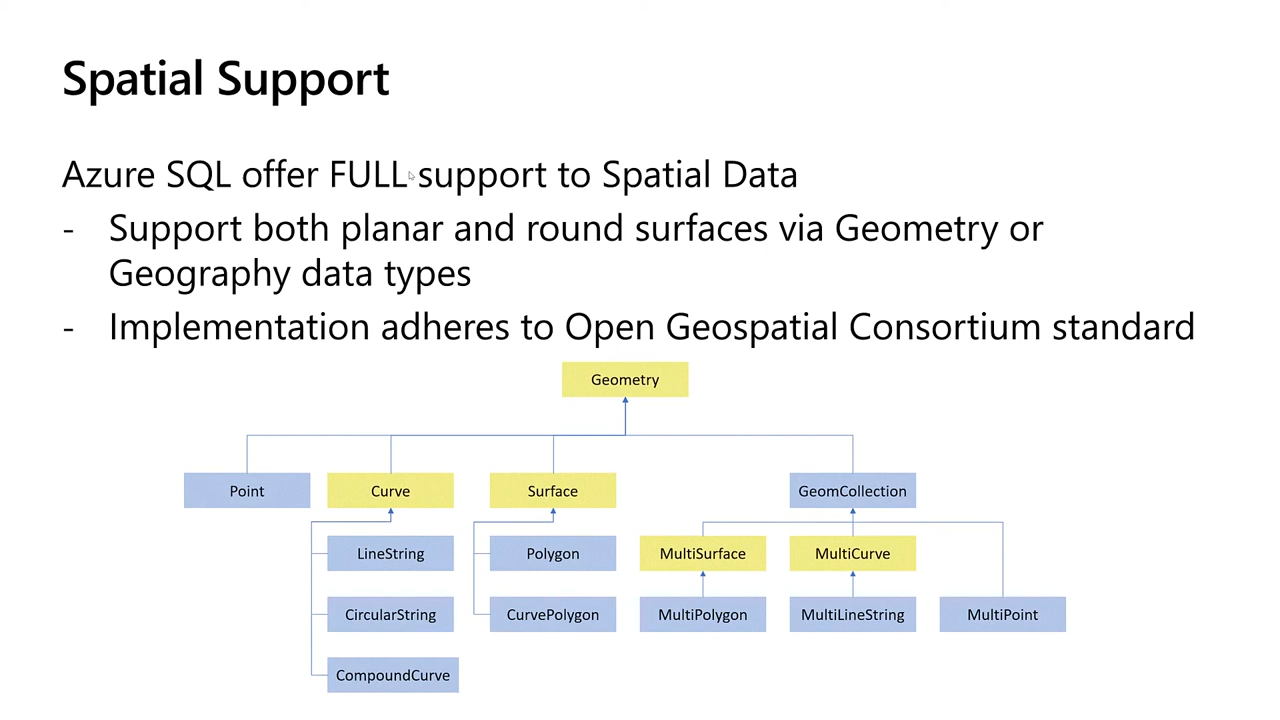 Spatial Support
Azure SQL offer FULL support to Spatial Data
- Support both planar and round surfaces via Geometry or
Geography data types
- Implementation adheres to Open Geospatial Consortium standard
Geometry
Point
Curve
Surface
GeomCollection
LineString
Polygon
MultiSurface
MultiCurve
CircularString
CurvePolygon
MultiPolygon
MultiLineString
MultiPoint
CompoundCurve